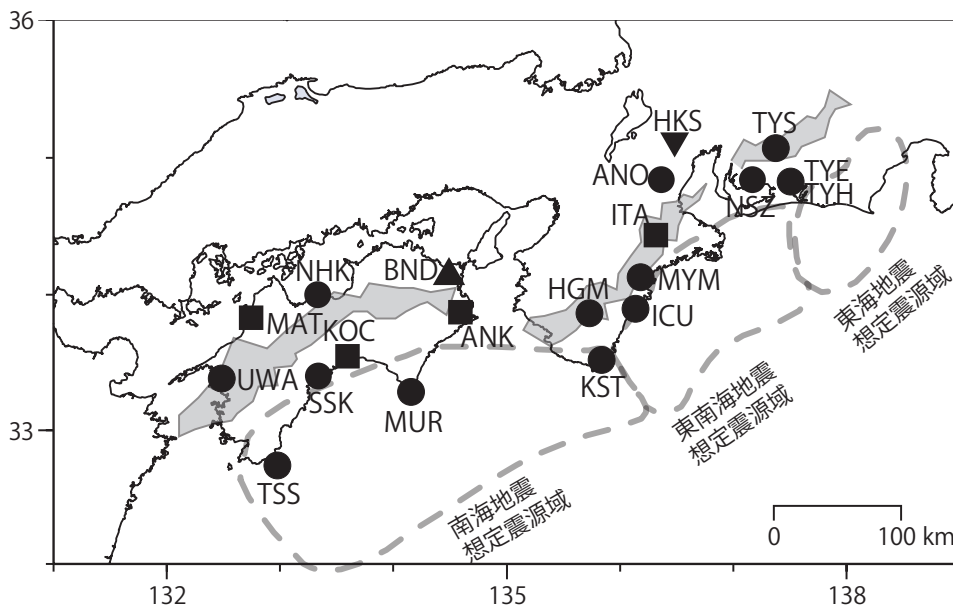 36
HKS
TYS
ANO
TYE
NSZ
TYH
ITA
BND
NHK
HGM
MYM
MAT
KOC
ANK
ICU
UWA
SSK
KST
MUR
33
TSS
東海地震
想定震源域
東南海地震
想定震源域
南海地震
想定震源域
0
100 km
132
135
138